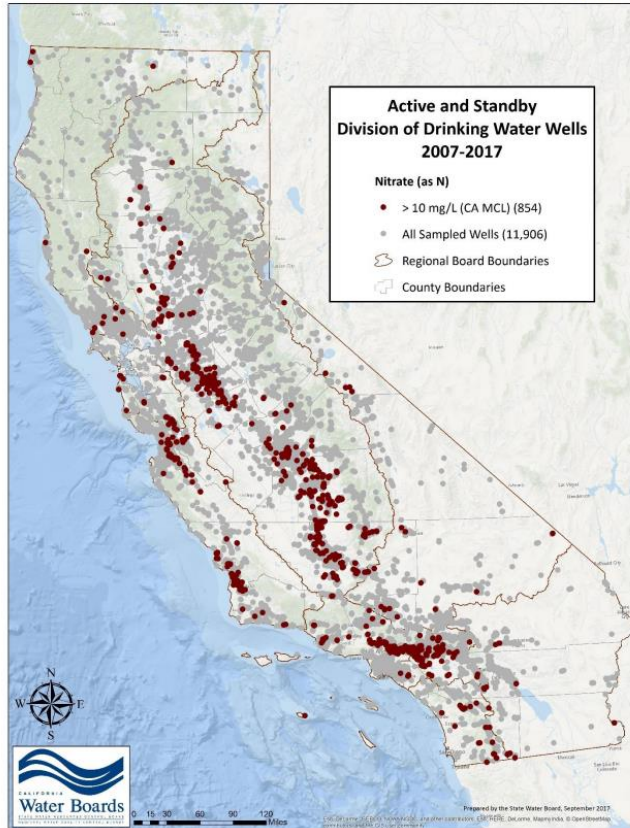 Active and Standby
Division of Drinking Water Wells
2007-2017
Nitrate (as N)
> 10 mg/L (CA MCL) (854)
All Sampled Wells (11,906)
Regional Board Boundaries
County Boundaries
Las Vegas
N
W
E
S
CALIFORNIA
Water Boards
0 15 30 60 90 120
Miles
Prepared by the State Water Board, September 2017